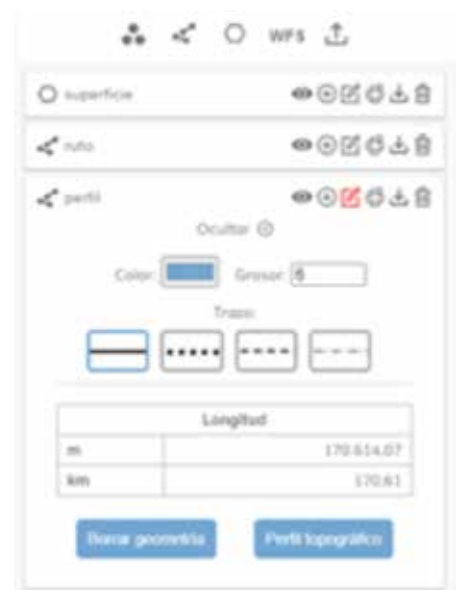 WFS
superficie
ruta
perfil
Ocultar
Color: Grosor: 6
Trazo:
Longitud
m 170.614,07
km 170,61
Borrar geometría Perfil topográfico